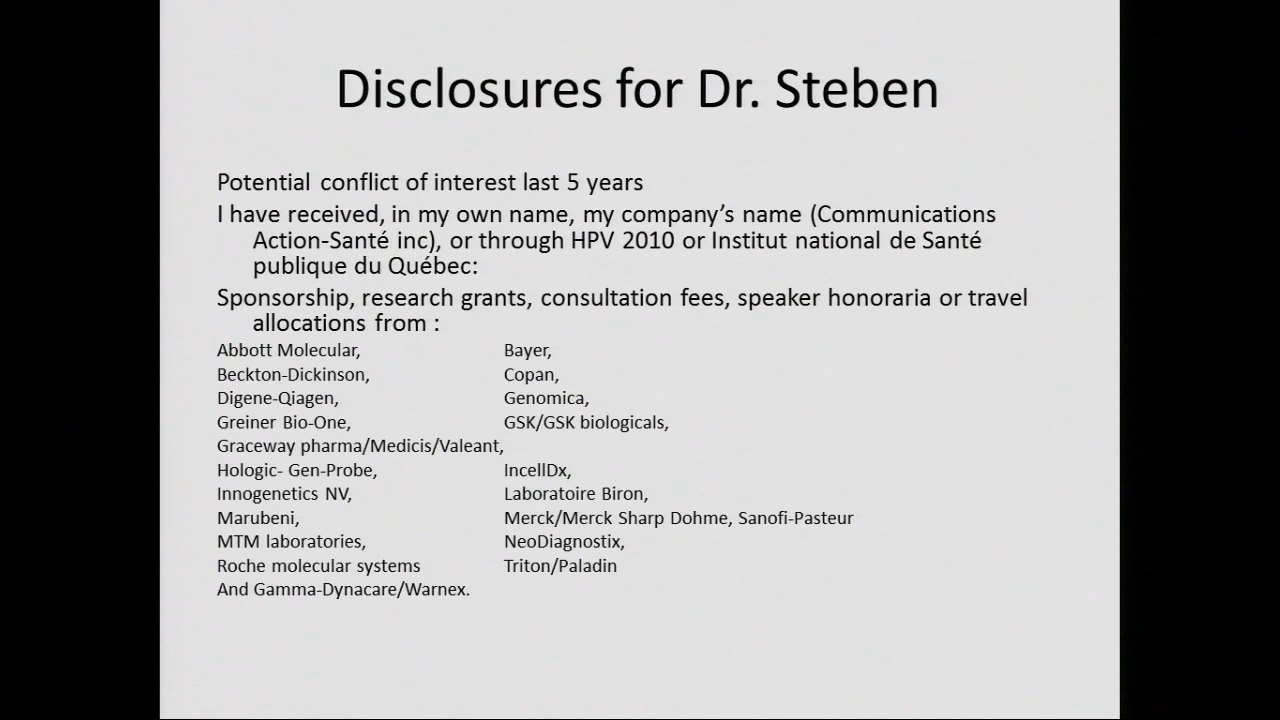 Disclosures for Dr. Steben
Potential conflict of interest last 5 years
I have received, in my own name, my company’s name (Communications
Action-Santé inc), or through HPV 2010 or Institut national de Santé
publique du Québec:
Sponsorship, research grants, consultation fees, speaker honoraria or travel
allocations from :
Abbott Molecular, Bayer,
Beckton-Dickinson, Copan,
Digene-Qiagen, Genomica,
Greiner Bio-One, GSK/GSK biologicals,
Graceway pharma/Medicis/Valeant,
Hologic- Gen-Probe, IncellDx,
Innogenetics NV, Laboratoire Biron,
Marubeni, Merck/Merck Sharp Dohme, Sanofi-Pasteur
MTM laboratories, NeoDiagnostix,
Roche molecular systems Triton/Paladin
And Gamma-Dynacare/Warnex.